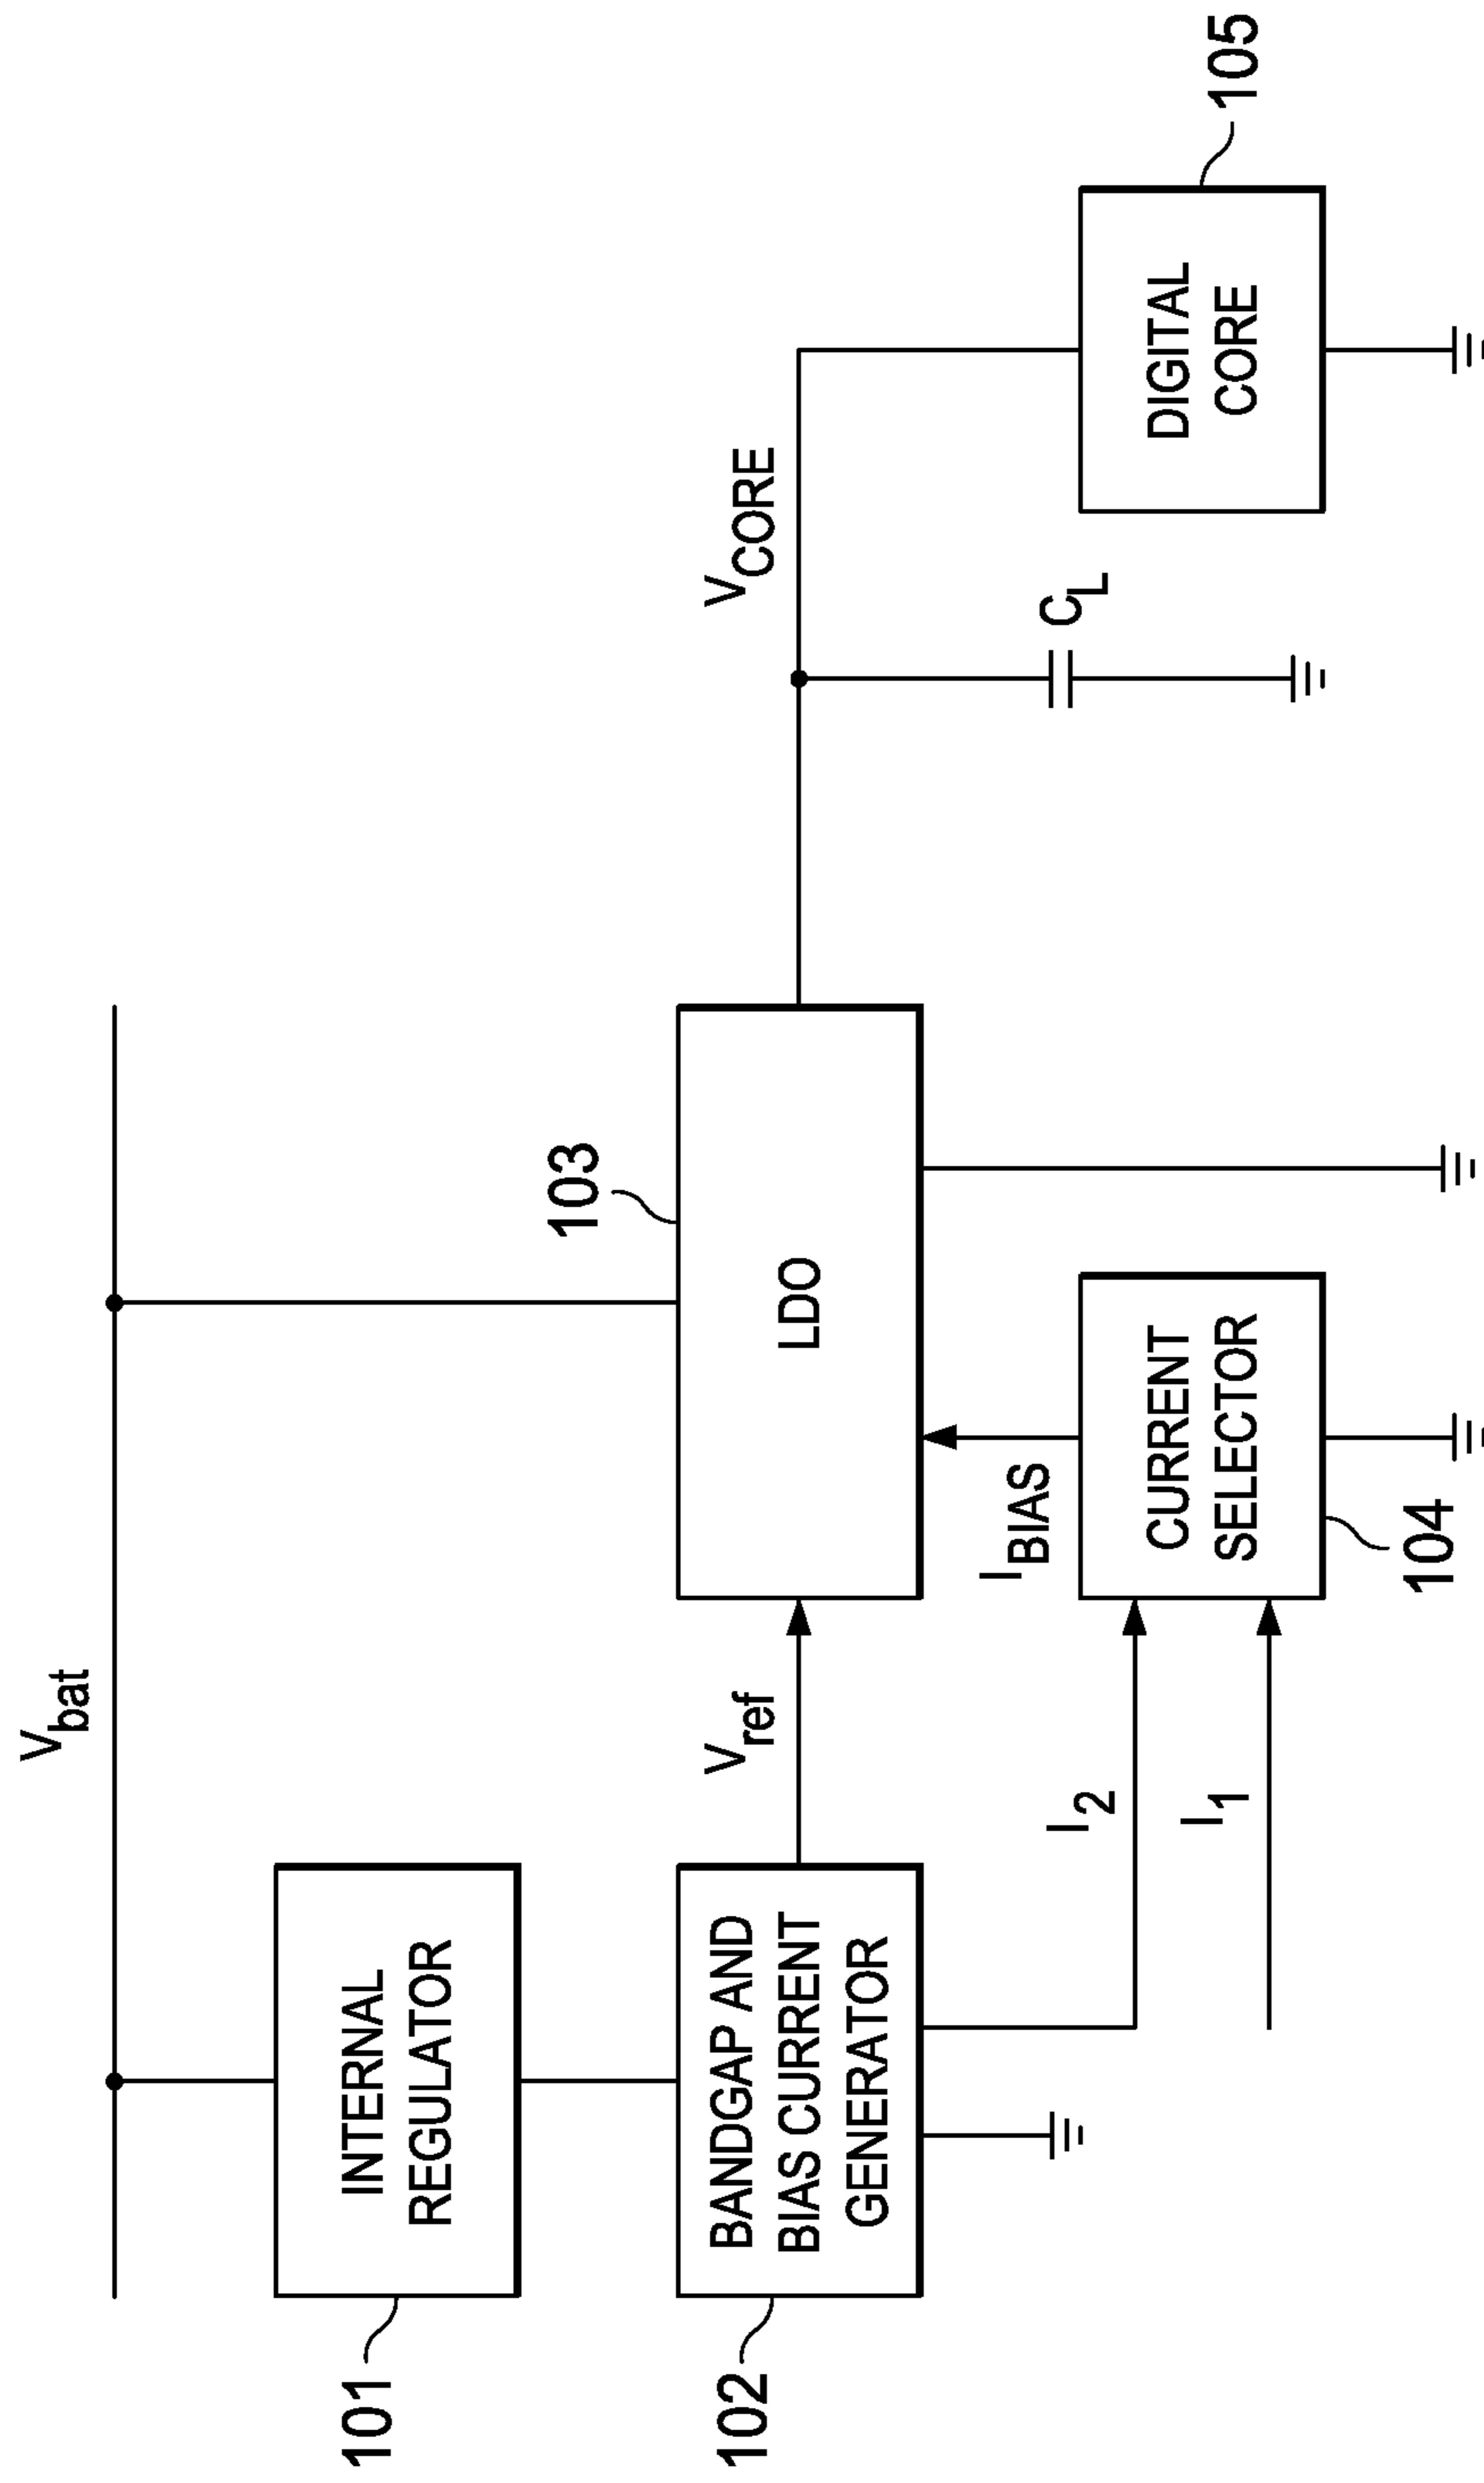 Vbat
INTERNAL
REGULATOR
101
BANDGAP AND
BIAS CURRENT
GENERATOR
102
Vref
LDO
103
I2
I1
IBIAS
CURRENT
SELECTOR
104
VCORE
CL
DIGITAL
CORE
105